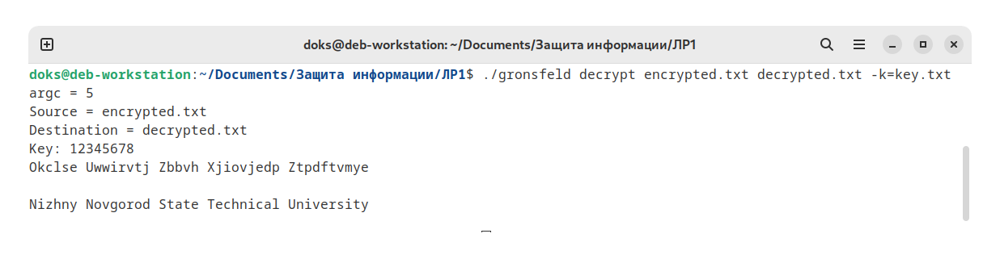 doks@deb-workstation: ~/Documents/Защита информации/ЛР1
doks@deb-workstation:~/Documents/Защита информации/ЛР1$ ./gronsfeld decrypt encrypted.txt decrypted.txt -k=key.txt
argc = 5
Source = encrypted.txt
Destination = decrypted.txt
Key: 12345678
Okclse Uwwirvtj Zbbvh Xjiovjedp Ztpdftvmye
Nizhny Novgorod State Technical University